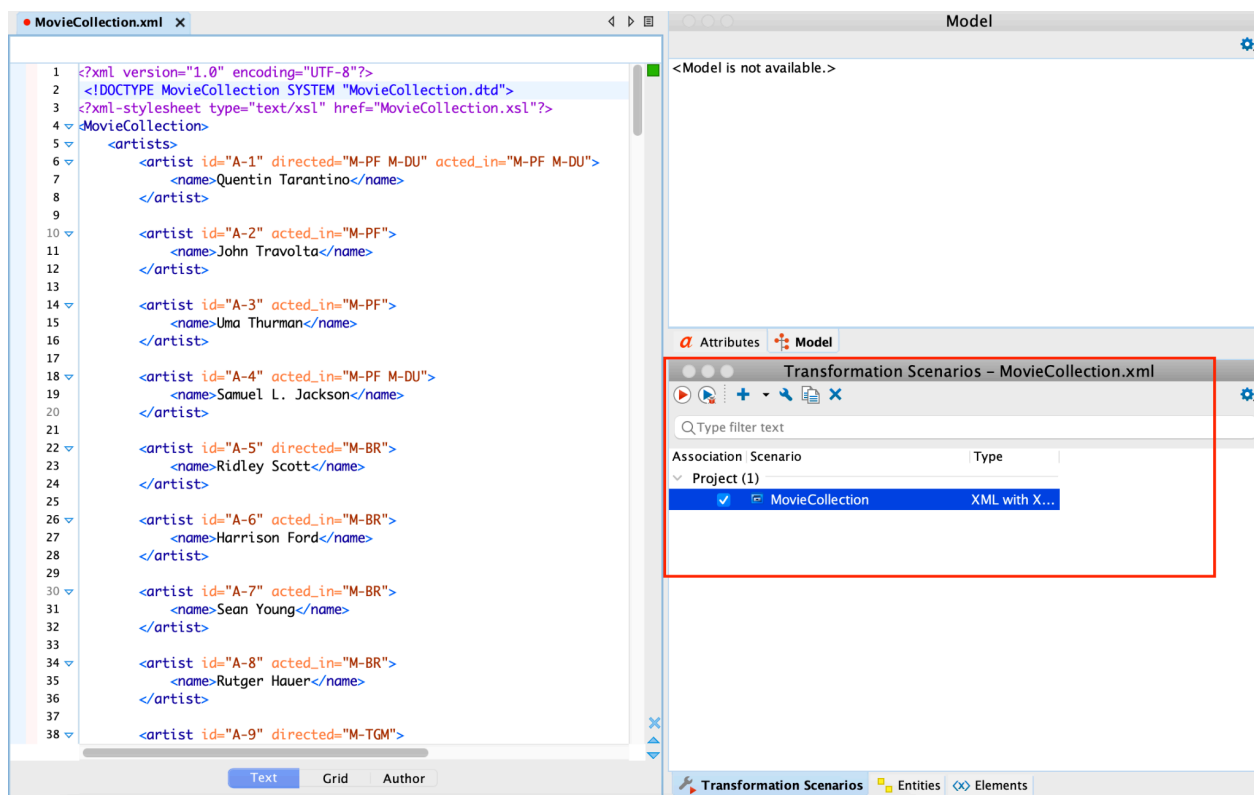 MovieCollection.xml
1 <?xml version="1.0" encoding="UTF-8"?>
2 <!DOCTYPE MovieCollection SYSTEM "MovieCollection.dtd">
3 <?xml-stylesheet type="text/xsl" href="MovieCollection.xsl"?>
4 <MovieCollection>
5 <artists>
6 <artist id="A-1" directed="M-PF M-DU" acted_in="M-PF M-DU">
7 <name>Quentin Tarantino</name>
8 </artist>
9
10 <artist id="A-2" acted_in="M-PF">
11 <name>John Travolta</name>
12 </artist>
13
14 <artist id="A-3" acted_in="M-PF">
15 <name>Uma Thurman</name>
16 </artist>
17
18 <artist id="A-4" acted_in="M-PF M-DU">
19 <name>Samuel L. Jackson</name>
20 </artist>
21
22 <artist id="A-5" directed="M-BR">
23 <name>Ridley Scott</name>
24 </artist>
25
26 <artist id="A-6" acted_in="M-BR">
27 <name>Harrison Ford</name>
28 </artist>
29
30 <artist id="A-7" acted_in="M-BR">
31 <name>Sean Young</name>
32 </artist>
33
34 <artist id="A-8" acted_in="M-BR">
35 <name>Rutger Hauer</name>
36 </artist>
37
38 <artist id="A-9" directed="M-TGM">
Text Grid Author
Model
<Model is not available.>
a Attributes Model
Transformation Scenarios - MovieCollection.xml
Type filter text
Association Scenario Type
Project (1)
MovieCollection XML with X...
Transformation Scenarios Entities Elements